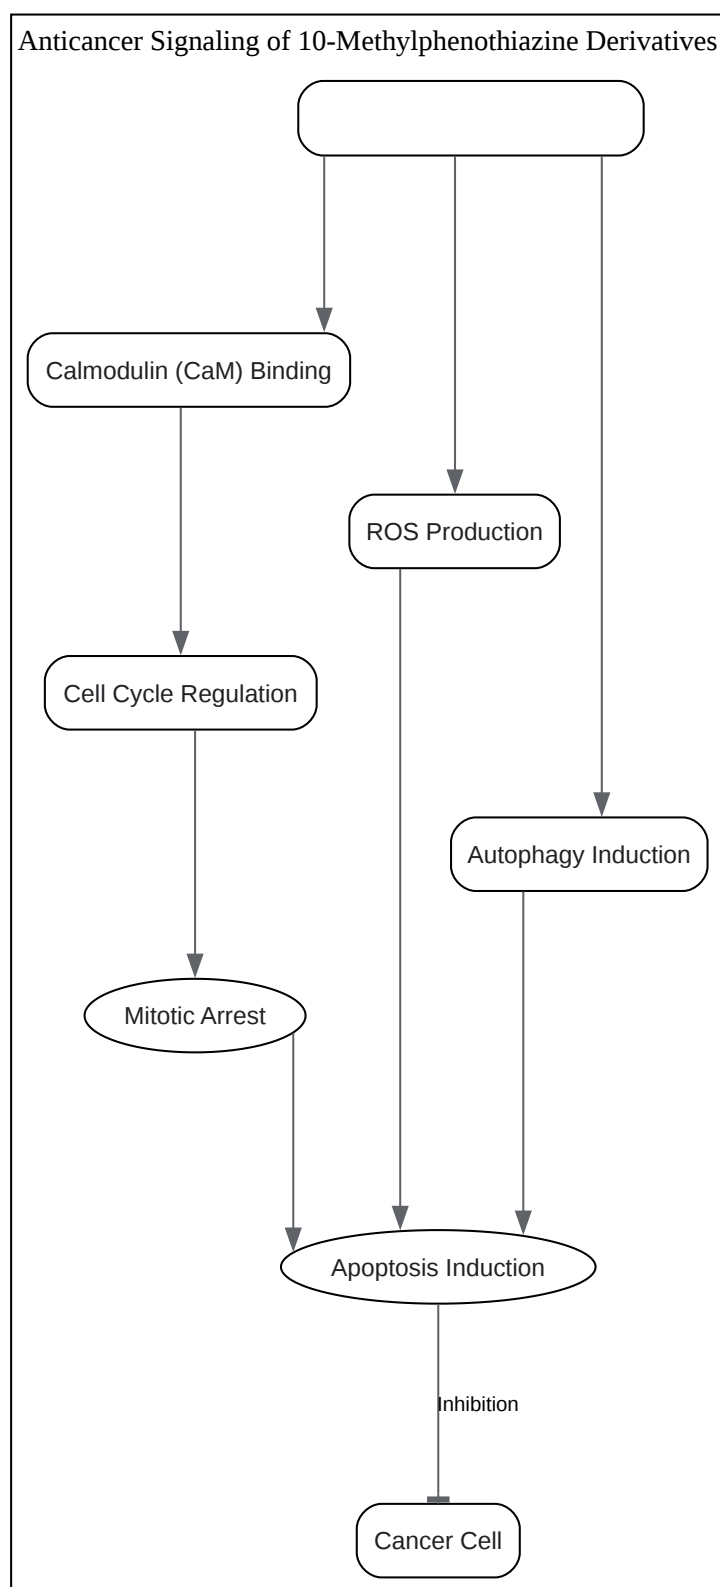 Anticancer Signaling of 10-Methylphenothiazine Derivatives
Calmodulin (CaM) Binding
ROS Production
Cell Cycle Regulation
Autophagy Induction
Mitotic Arrest
Apoptosis Induction
Inhibition
Cancer Cell